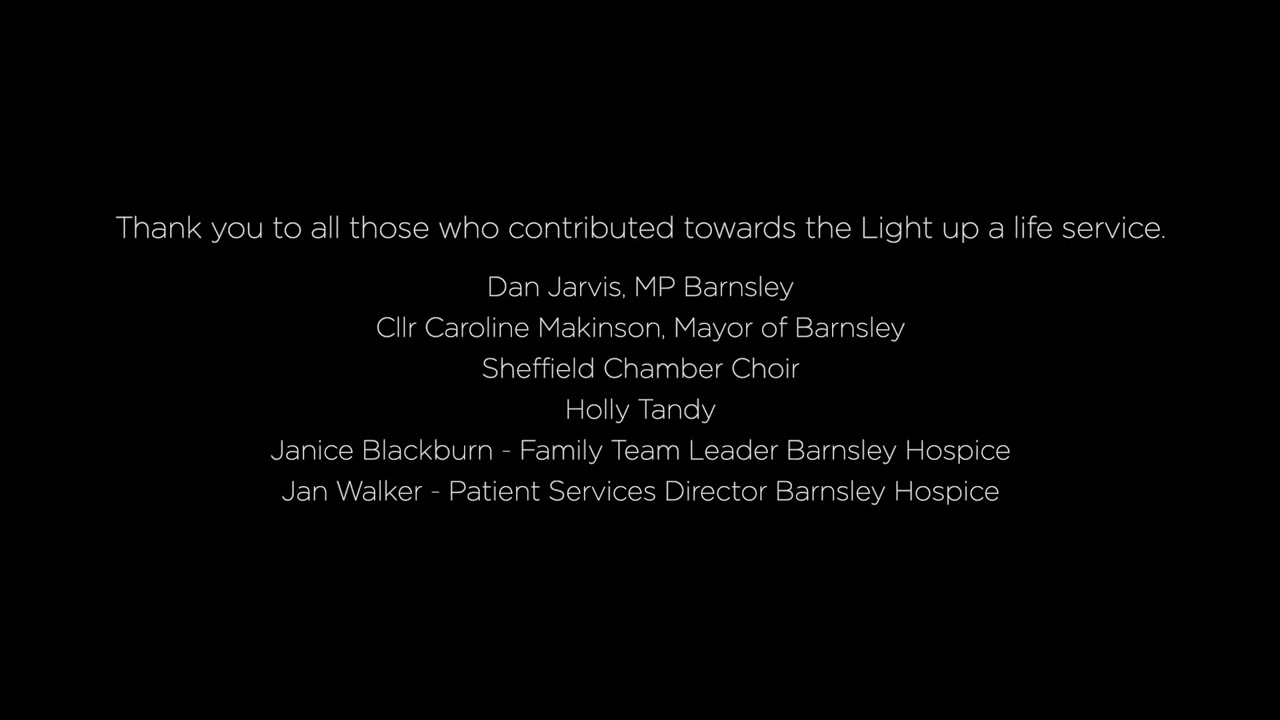 Thank you to all those who contributed towards the Light up a life service.
Dan Jarvis, MP Barnsley
Cllr Caroline Makinson, Mayor of Barnsley
Sheffield Chamber Choir
Holly Tandy
Janice Blackburn - Family Team Leader Barnsley Hospice
Jan Walker - Patient Services Director Barnsley Hospice